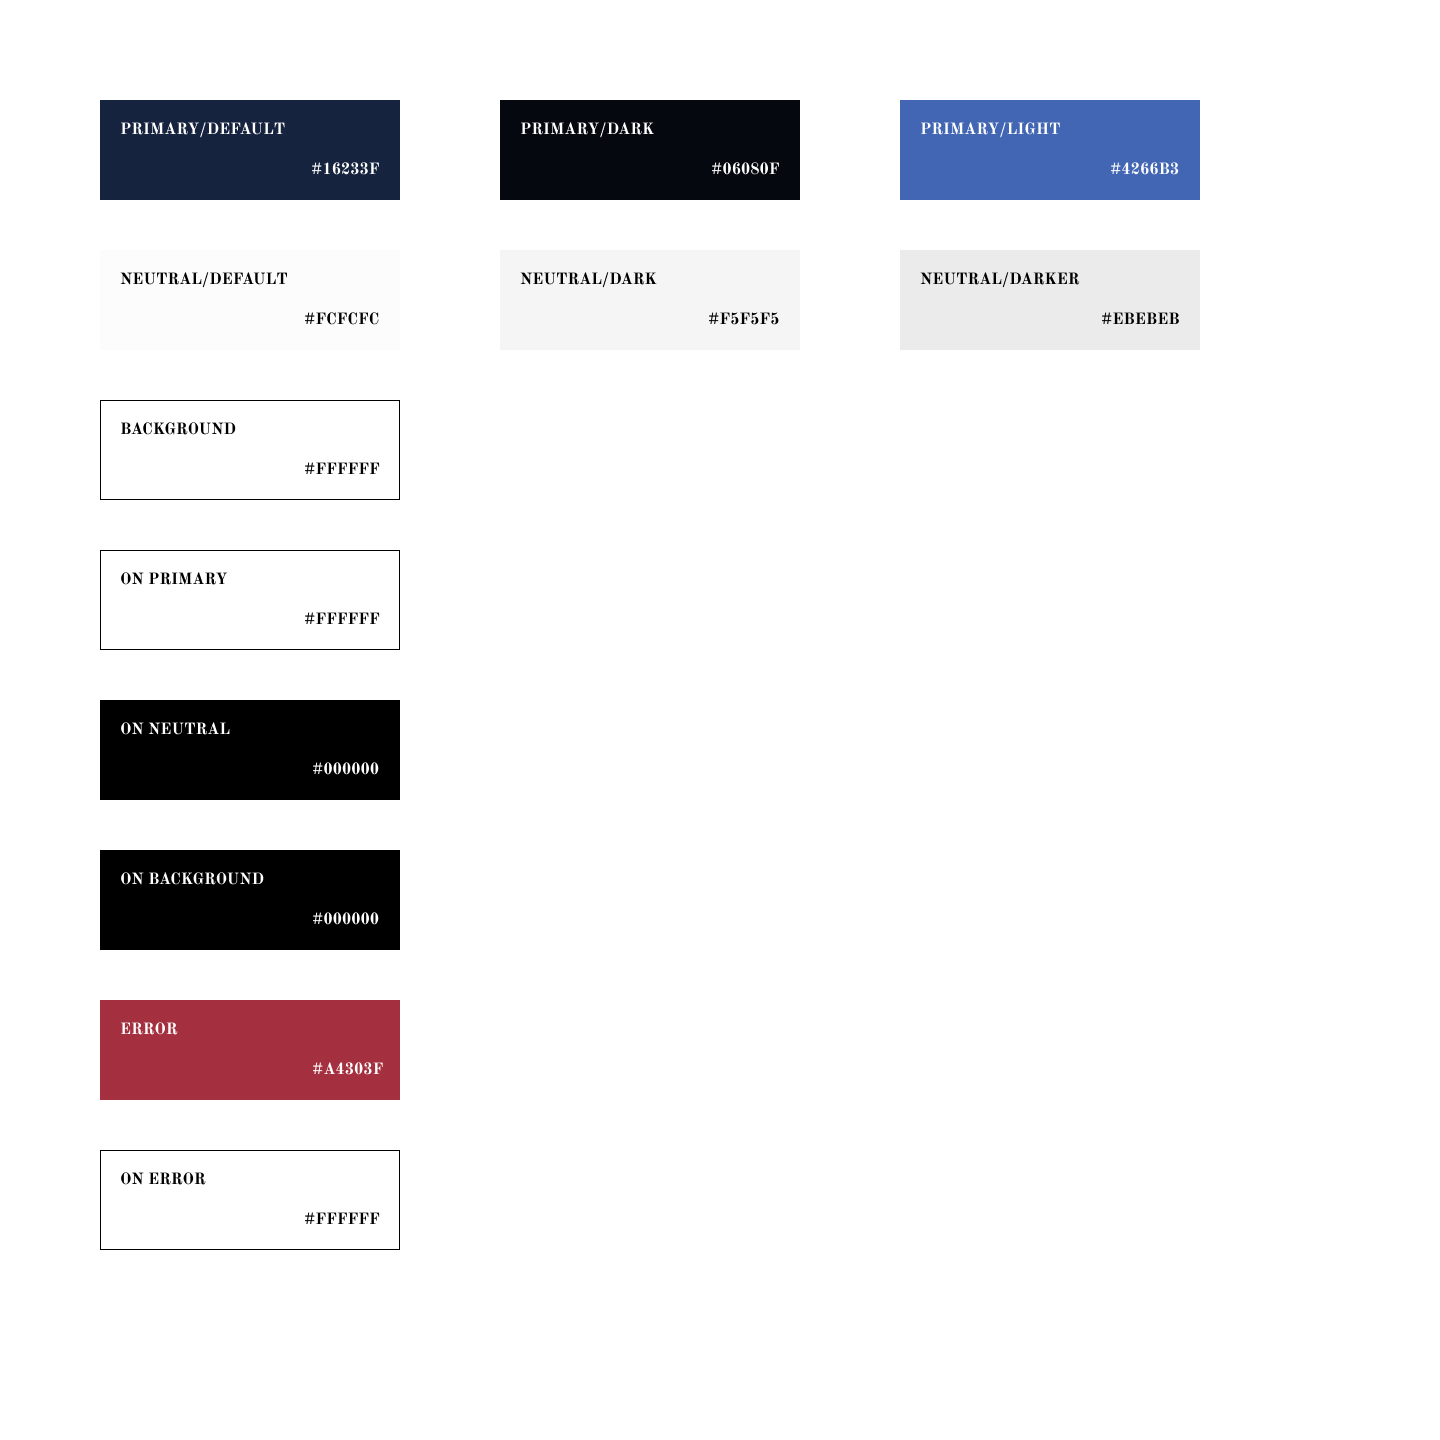 PRIMARY/DEFAULT
#16233F
PRIMARY/DARK
#06080F
PRIMARY/LIGHT
#4266B3
NEUTRAL/DEFAULT
#FCFCFC
NEUTRAL/DARK
#F5F5F5
NEUTRAL/DARKER
#EBEBEB
BACKGROUND
#FFFFFF
ON PRIMARY
#FFFFFF
ON NEUTRAL
#000000
ON BACKGROUND
#000000
ERROR
#A4303F
ON ERROR
#FFFFFF